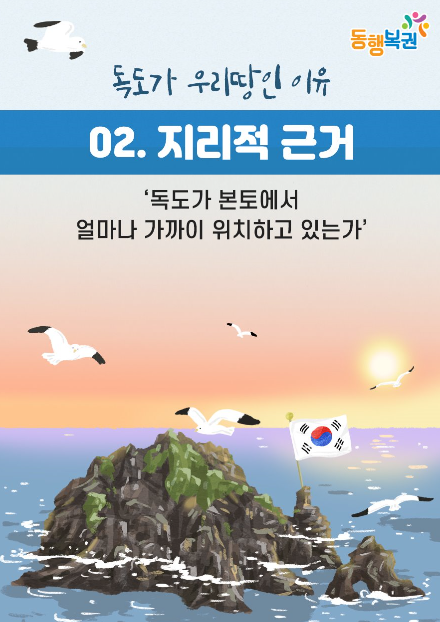 동행복권
독도가 우리땅인 이유
02. 지리적 근거
‘독도가 본토에서
얼마나 가까이 위치하고 있는가’